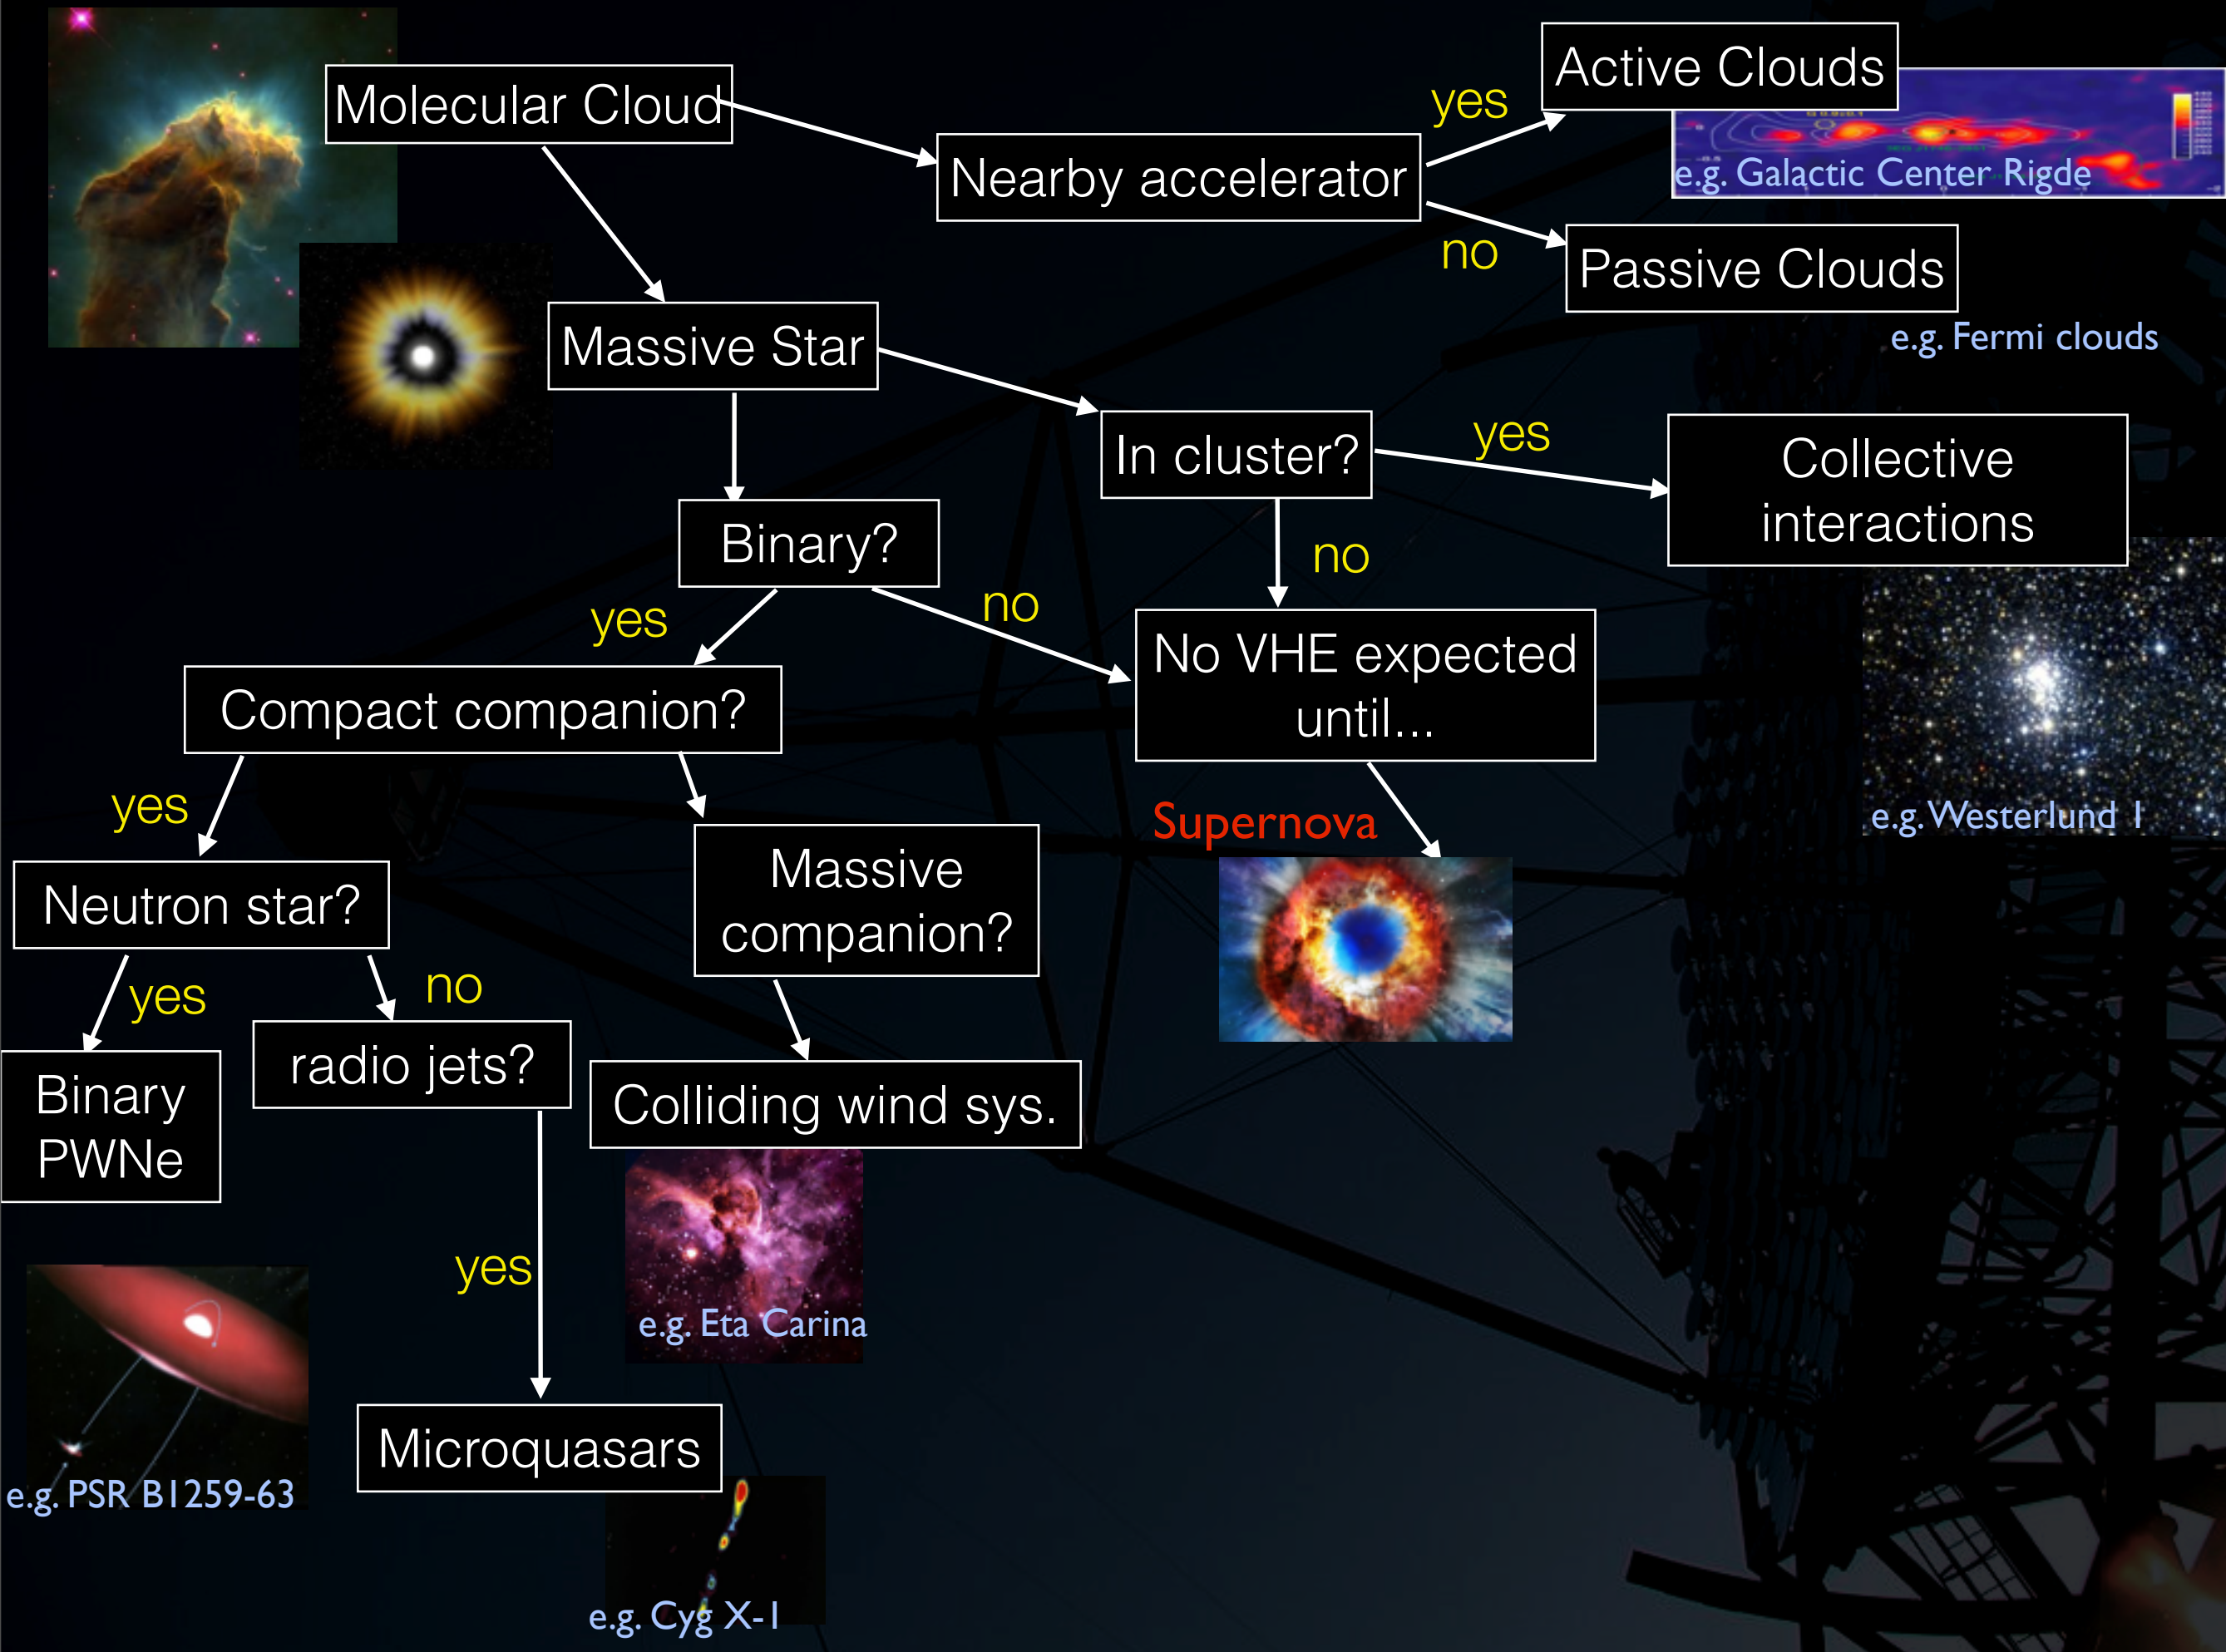 Molecular Cloud
Active Clouds
yes
Nearby accelerator
e.g. Galactic Center Rigde
no
Passive Clouds
e.g. Fermi clouds
Massive Star
In cluster?
yes
Collective
interactions
Binary?
no
yes
no
No VHE expected
until...
Compact companion?
yes
Supernova
e.g. Westerlund 1
Neutron star?
Massive
companion?
yes
no
radio jets?
Binary
PWNe
Colliding wind sys.
yes
e.g. Eta Carina
Microquasars
e.g. PSR B1259-63
e.g. Cyg X-1